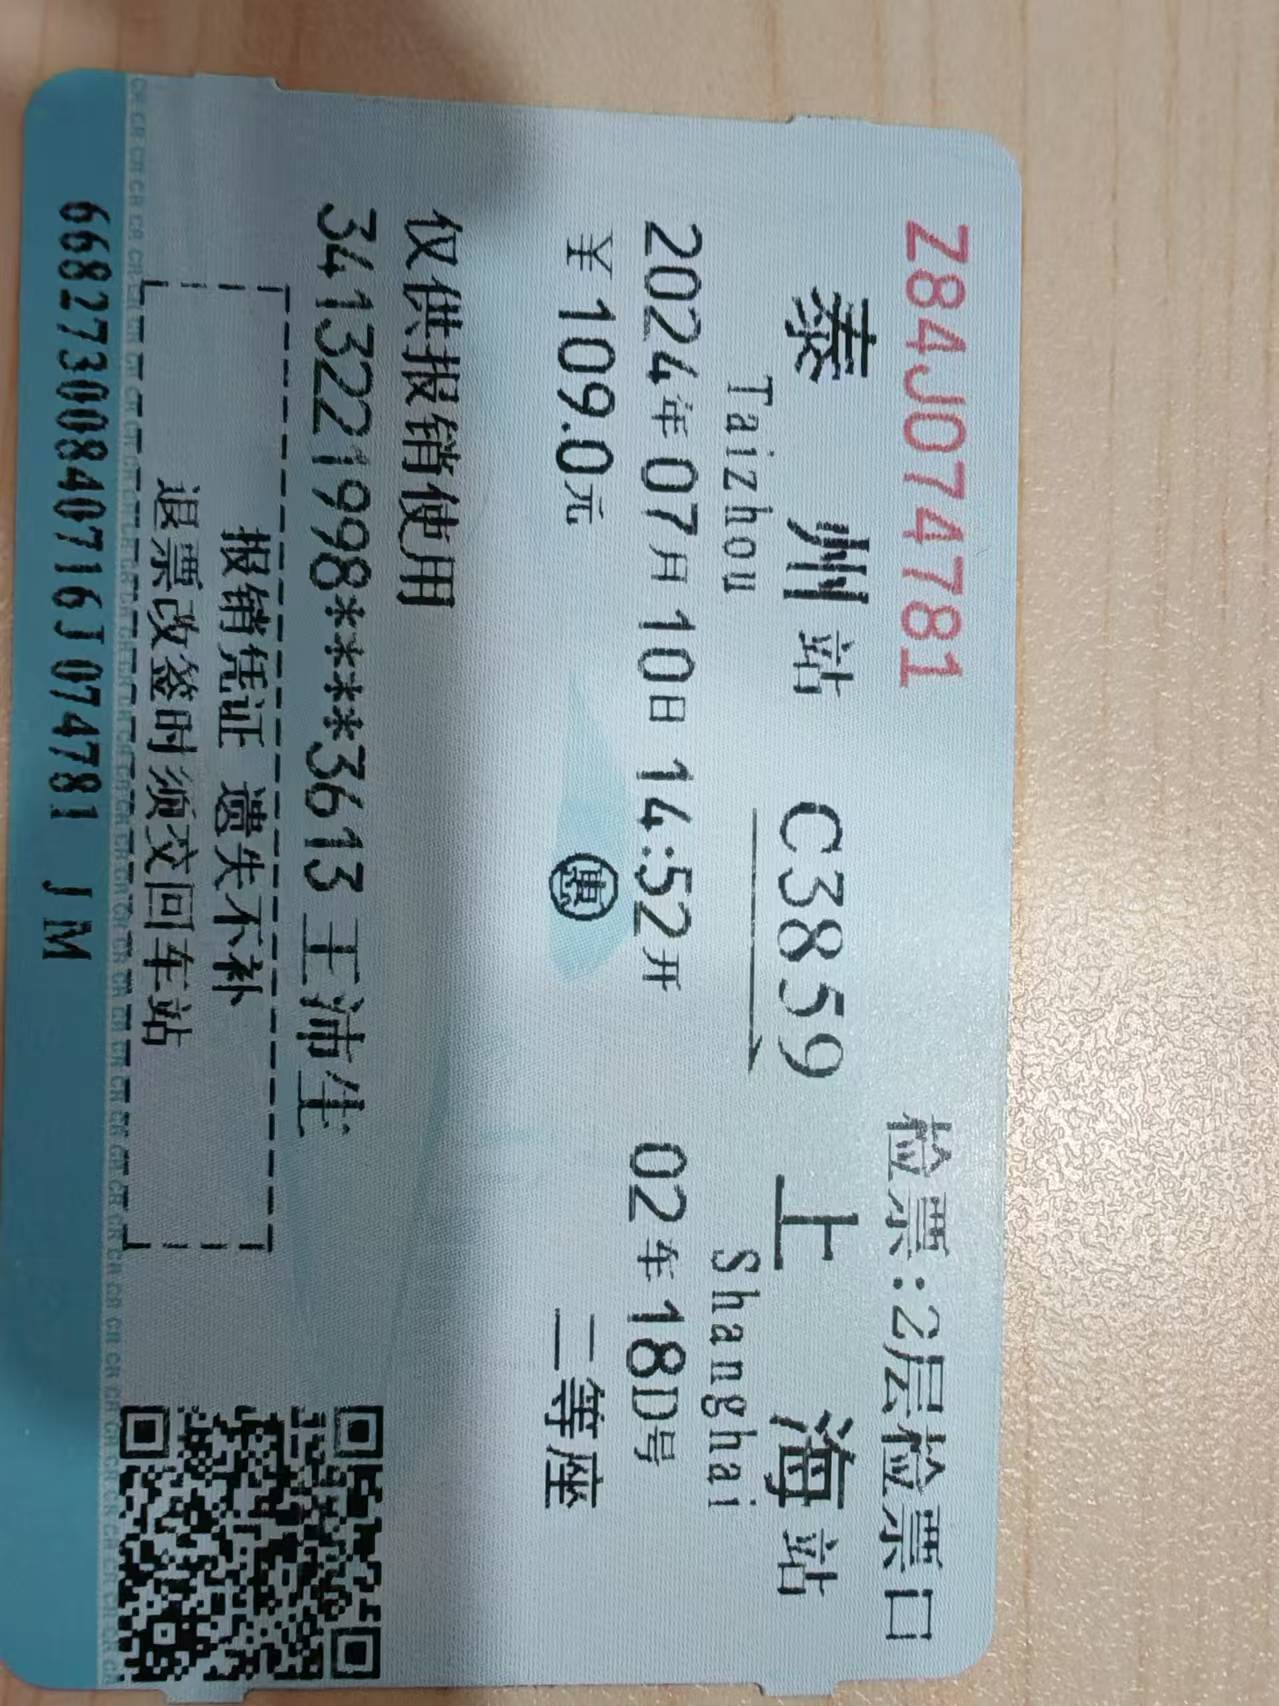 Z84J074781 检票:2层检票口
泰州站 C3859 上海站
Taizhou Shanghai
2024年07月10日14:52开 02车18D号
¥109.0元 惠 二等座
仅供报销使用
3413221998****3613王沛生
报销凭证 遗失不补
退票改签时须交回车站
66827300840716J074781 JM